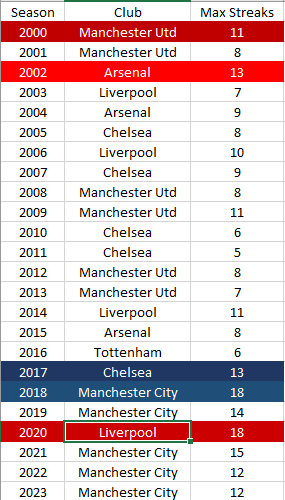 Season Club Max Streaks
2000 Manchester Utd 11
2001 Manchester Utd 8
2002 Arsenal 13
2003 Liverpool 7
2004 Arsenal 9
2005 Chelsea 8
2006 Liverpool 10
2007 Chelsea 9
2008 Manchester Utd 8
2009 Manchester Utd 11
2010 Chelsea 6
2011 Chelsea 5
2012 Manchester Utd 8
2013 Manchester Utd 7
2014 Liverpool 11
2015 Arsenal 8
2016 Tottenham 6
2017 Chelsea 13
2018 Manchester City 18
2019 Manchester City 14
2020 Liverpool 18
2021 Manchester City 15
2022 Manchester City 12
2023 Manchester City 12